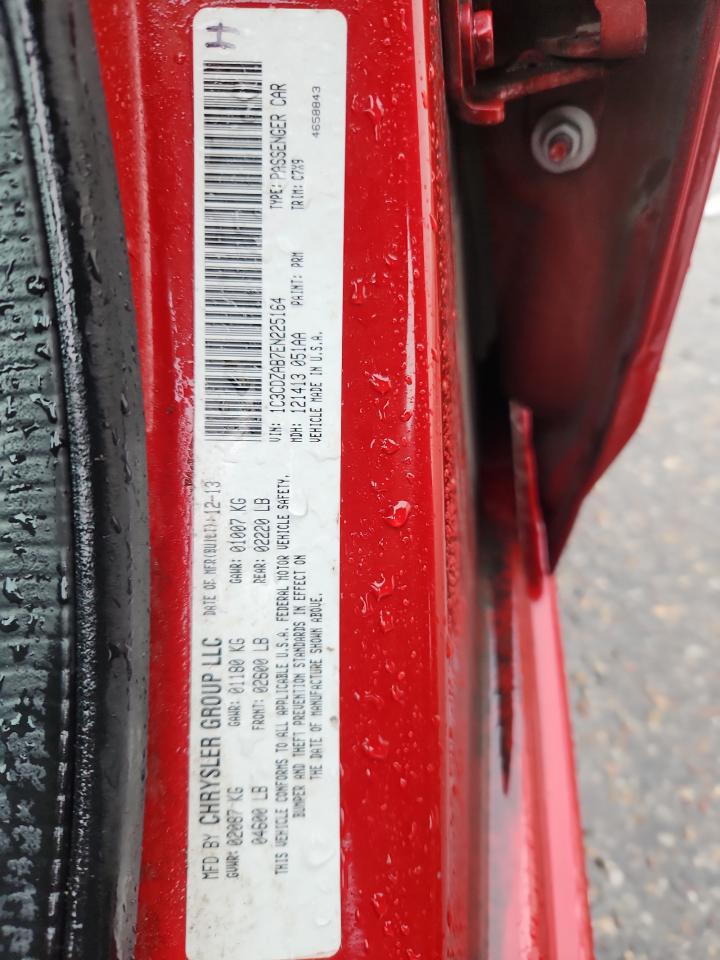 MFD BY CHRYSLER GROUP LLC DATE OF MFR(BUILT): 12-13
GVWR: 02087 KG GAWR: 01180 KG GAWR: 01007 KG
04600 LB FRONT: 02600 LB REAR: 02220 LB
THIS VEHICLE CONFORMS TO ALL APPLICABLE U.S.A. FEDERAL MOTOR VEHICLE SAFETY,
BUMPER AND THEFT PREVENTION STANDARDS IN EFFECT ON
THE DATE OF MANUFACTURE SHOWN ABOVE.
H
VIN: 1C3CDZAB7EN225164 TYPE: PASSENGER CAR
MDH: 121413 051AA PAINT: PRM TRIM: C7X9
VEHICLE MADE IN U.S.A. 4658843